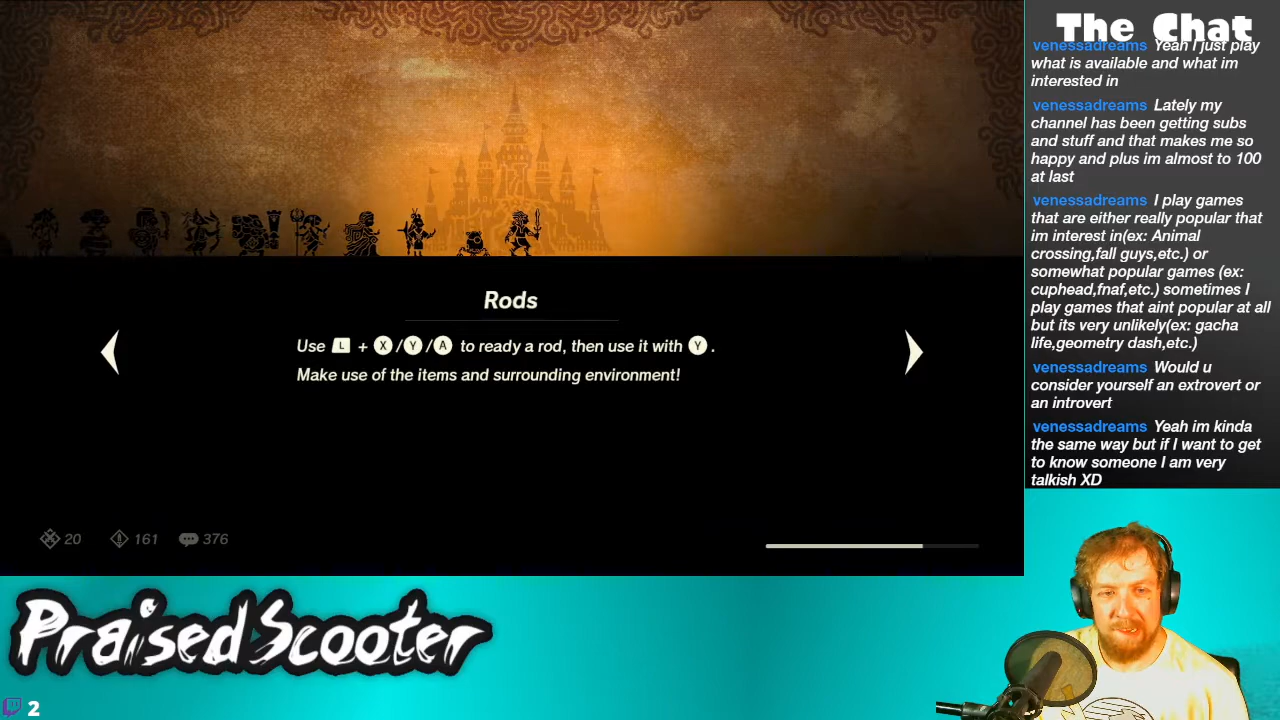 The Chat
venessadreams Yeah I just play
what is available and what im
interested in
venessadreams Lately my
channel has been getting subs
and stuff and that makes me so
happy and plus im almost to 100
at last
venessadreams I play games
that are either really popular that
im interest in(ex: Animal
crossing,fall guys,etc.) or
somewhat popular games (ex:
cuphead,fnaf,etc.) sometimes I
play games that aint popular at all
but its very unlikely(ex: gacha
life,geometry dash,etc.)
venessadreams Would u
consider yourself an extrovert or
an introvert
venessadreams Yeah im kinda
the same way but if I want to get
to know someone I am very
talkish XD
Rods
Use L + X/Y/A to ready a rod, then use it with Y.
Make use of the items and surrounding environment!
20 161 376
Praised Scooter
2